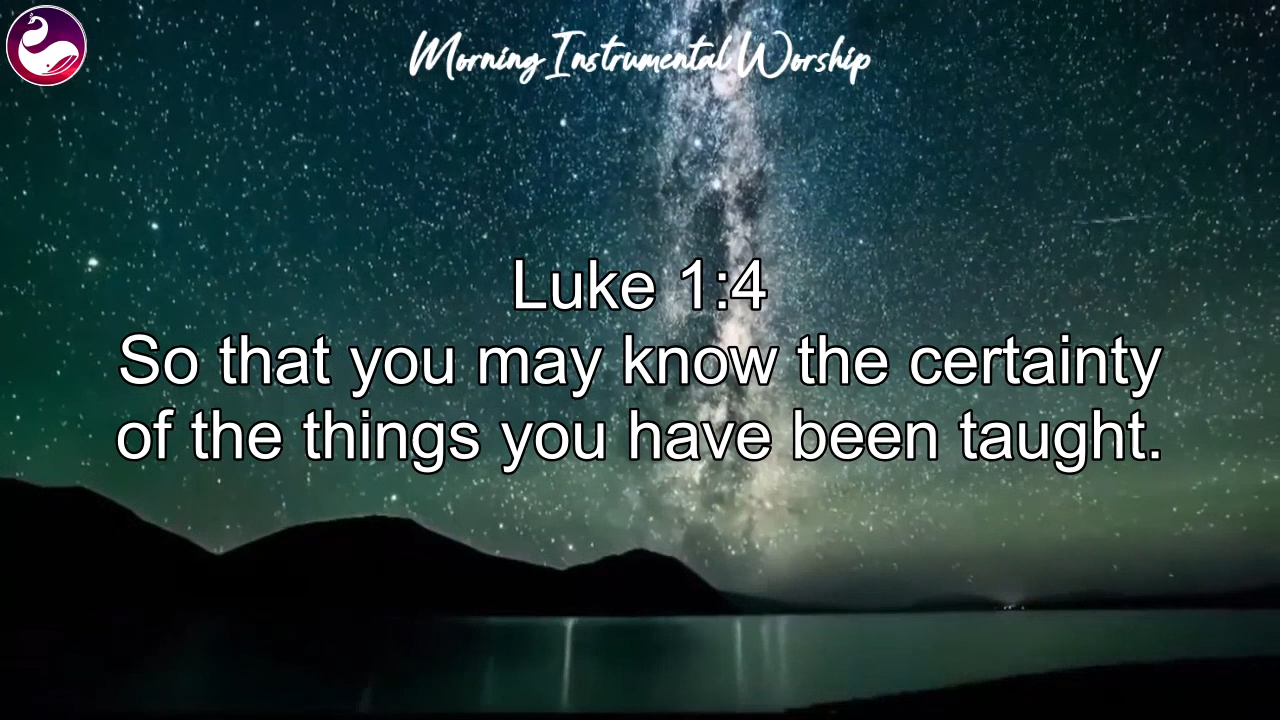 Morning Instrumental Worship
Luke 1:4
So that you may know the certainty
of the things you have been taught.